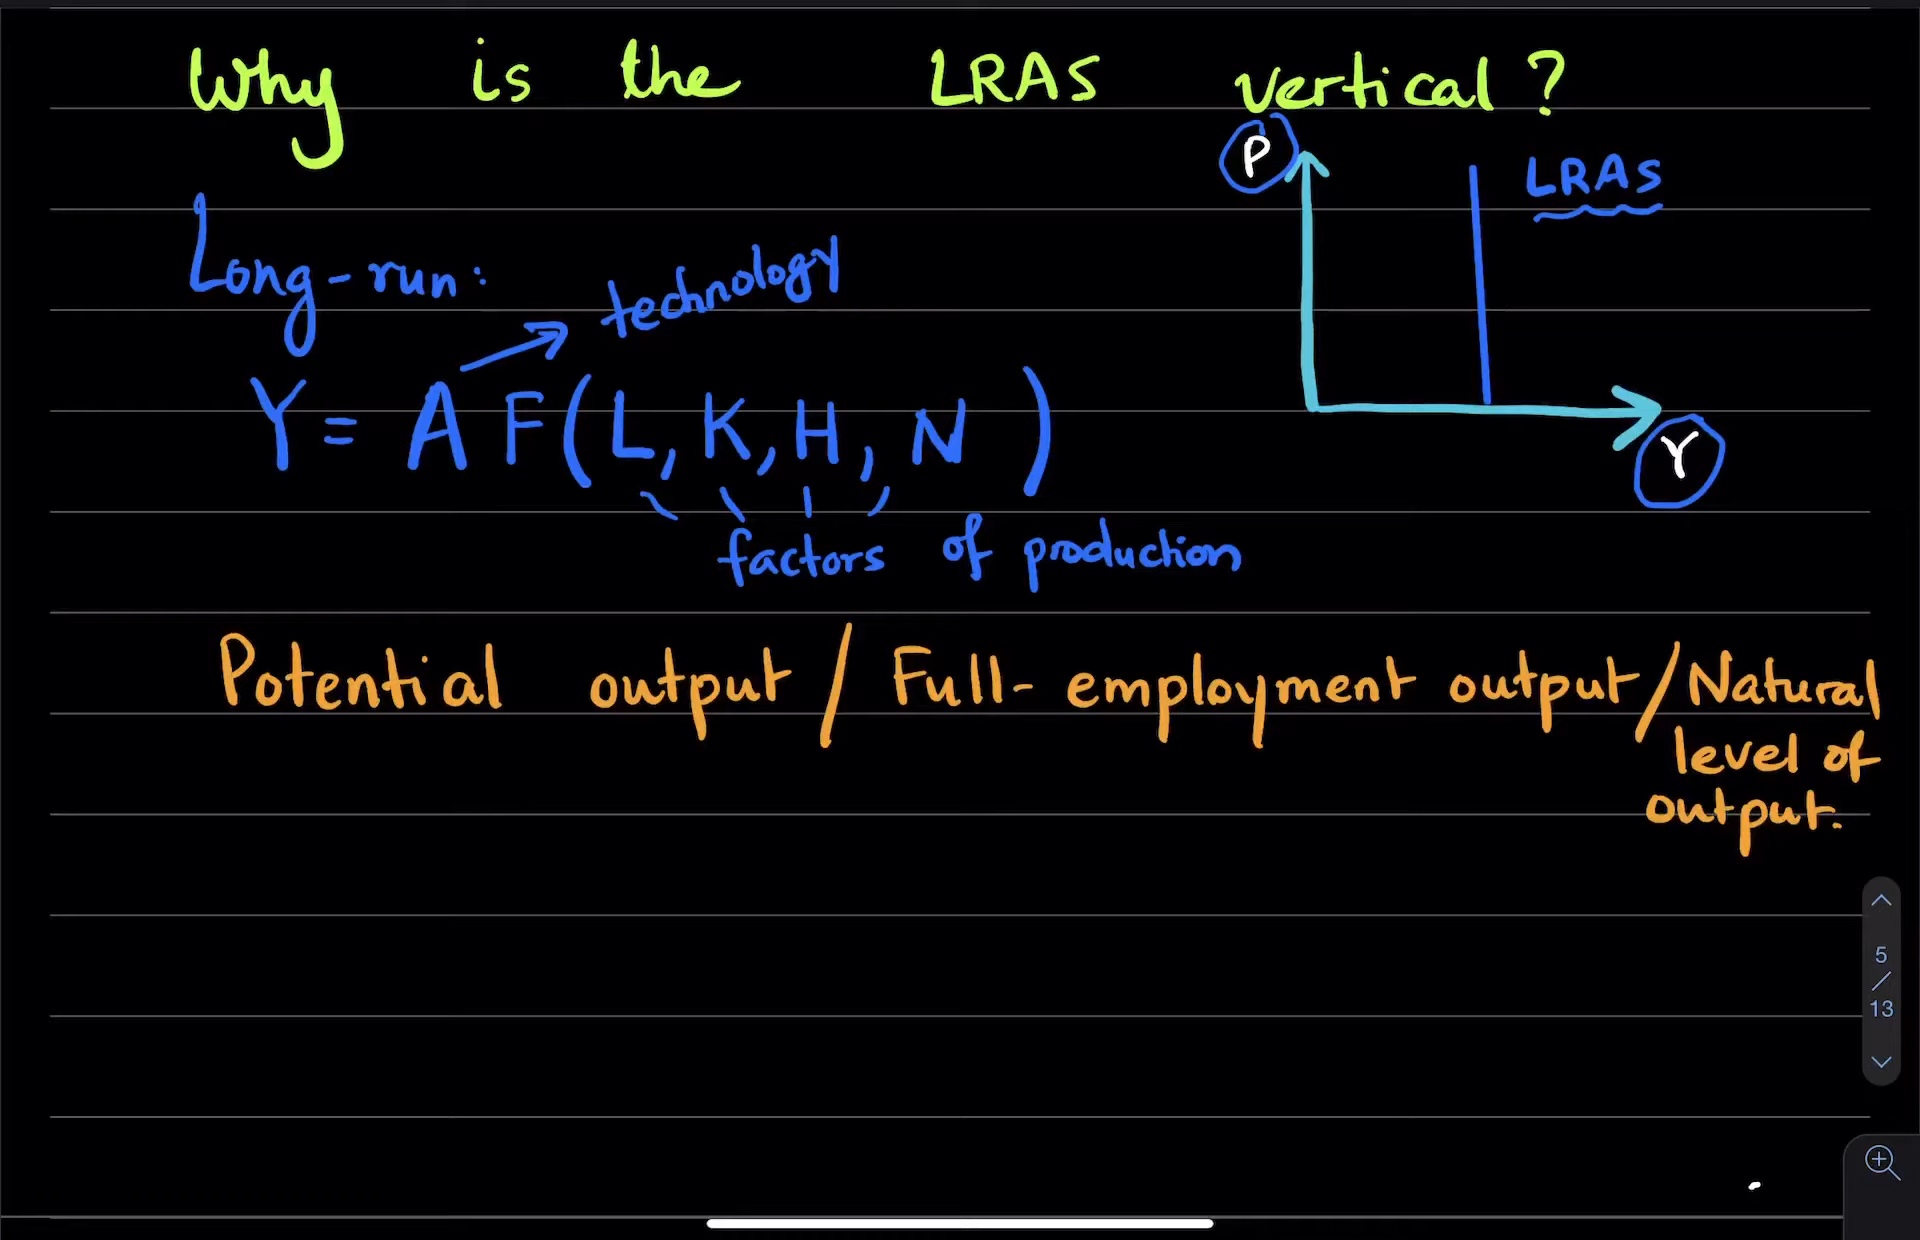 Why is the LRAS vertical?
P
LRAS
Long-run:
technology
Y = A F(L, K, H, N)
Y
factors of production
Potential output / Full-employment output / Natural
level of
output.
5
/
13